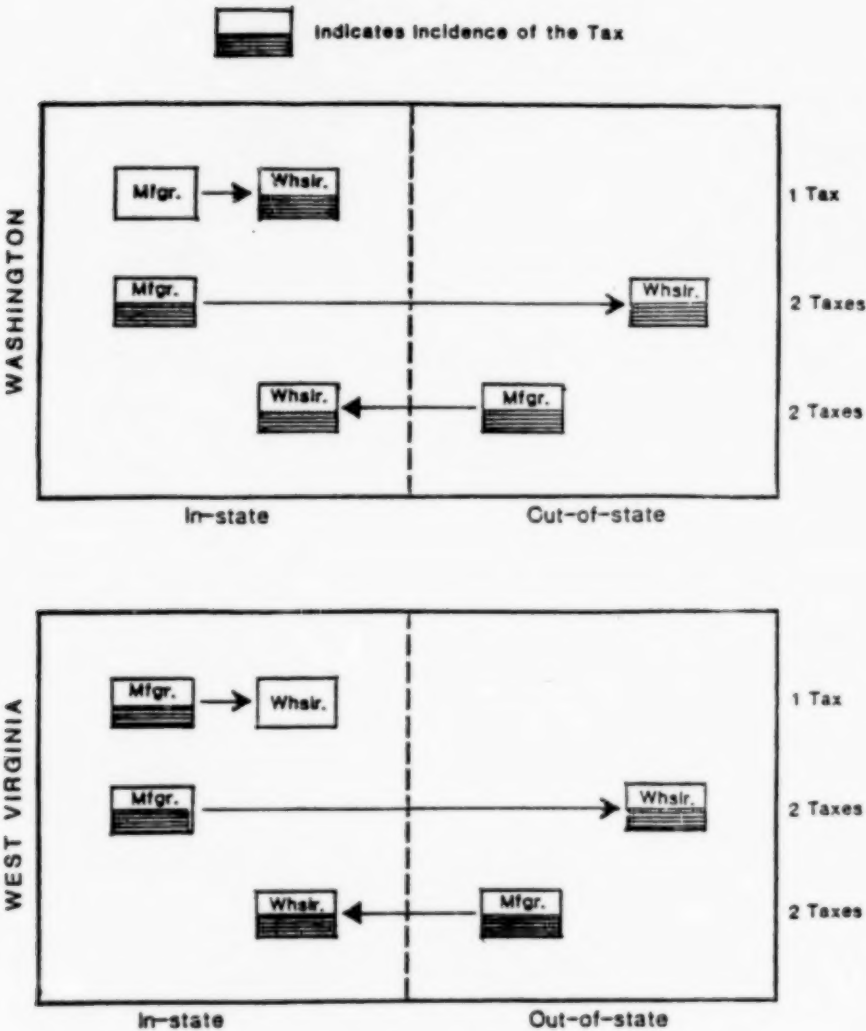 Indicates Incidence of the Tax
WASHINGTON
Mfgr. Whslr. 1 Tax
Mfgr. Whslr. 2 Taxes
Whslr. Mfgr. 2 Taxes
In-state Out-of-state
WEST VIRGINIA
Mfgr. Whslr. 1 Tax
Mfgr. Whslr. 2 Taxes
Whslr. Mfgr. 2 Taxes
In-state Out-of-state